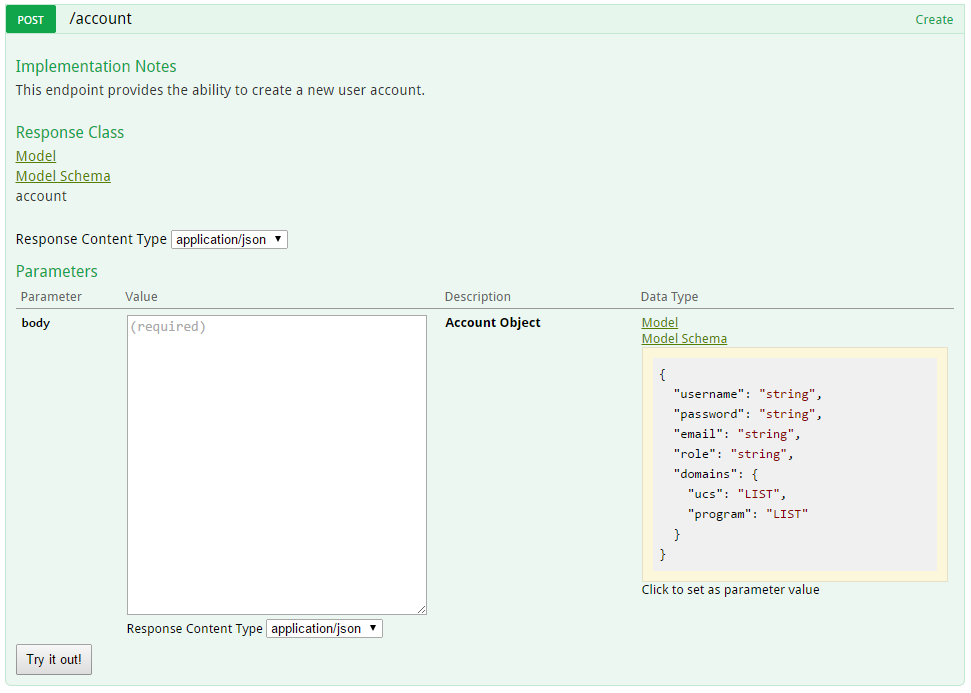 POST /account Create
Implementation Notes
This endpoint provides the ability to create a new user account.
Response Class
Model
Model Schema
account
Response Content Type application/json
Parameters
Parameter Value Description Data Type
body (required) Account Object Model
Model Schema
{
"username": "string",
"password": "string",
"email": "string",
"role": "string",
"domains": {
"ucs": "LIST",
"program": "LIST"
}
}
Click to set as parameter value
Response Content Type application/json
Try it out!